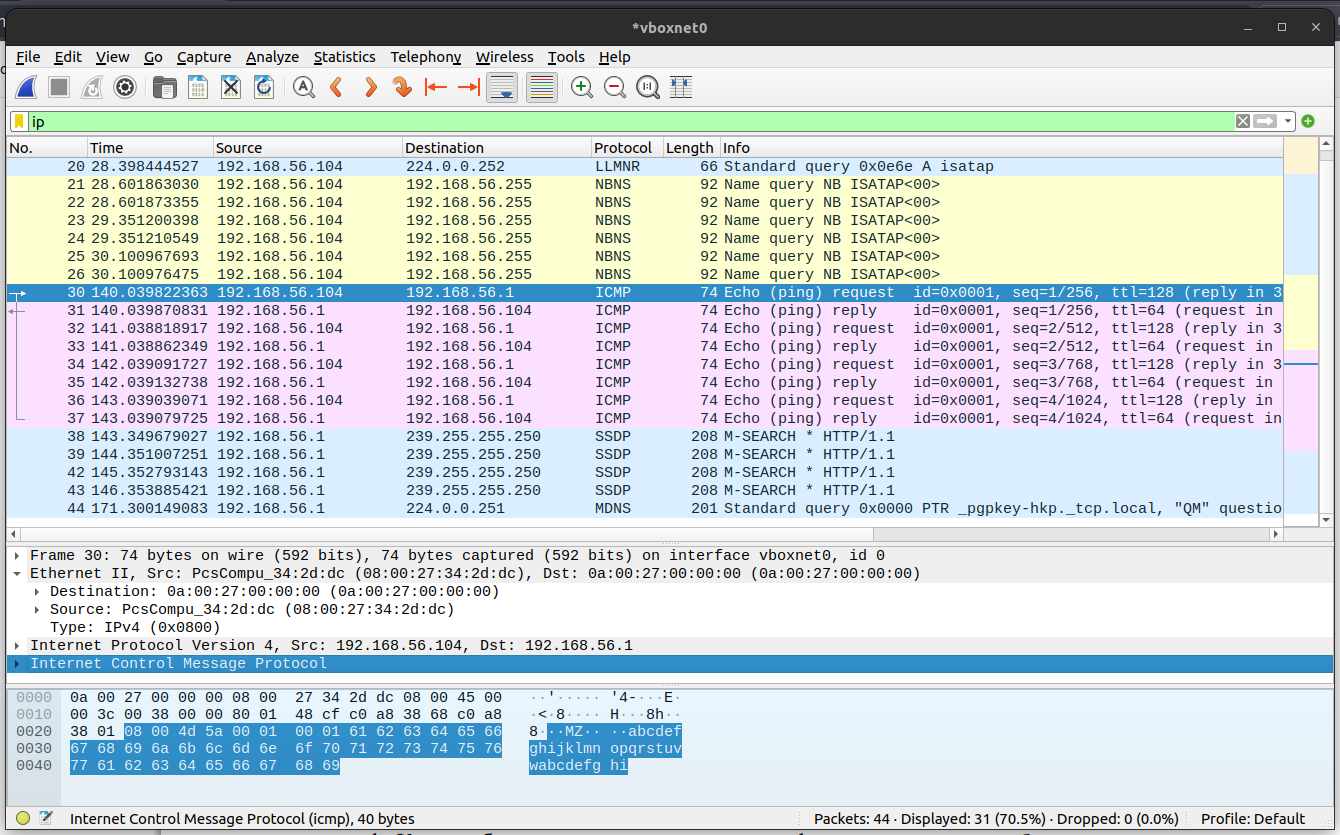 *vboxnet0
File Edit View Go Capture Analyze Statistics Telephony Wireless Tools Help
ip
No. Time Source Destination Protocol Length Info
20 28.398444527 192.168.56.104 224.0.0.252 LLMNR 66 Standard query 0x0e6e A isatap
21 28.601863030 192.168.56.104 192.168.56.255 NBNS 92 Name query NB ISATAP<00>
22 28.601873355 192.168.56.104 192.168.56.255 NBNS 92 Name query NB ISATAP<00>
23 29.351200398 192.168.56.104 192.168.56.255 NBNS 92 Name query NB ISATAP<00>
24 29.351210549 192.168.56.104 192.168.56.255 NBNS 92 Name query NB ISATAP<00>
25 30.100967693 192.168.56.104 192.168.56.255 NBNS 92 Name query NB ISATAP<00>
26 30.100976475 192.168.56.104 192.168.56.255 NBNS 92 Name query NB ISATAP<00>
30 140.039822363 192.168.56.104 192.168.56.1 ICMP 74 Echo (ping) request id=0x0001, seq=1/256, ttl=128 (reply in 3
31 140.039870831 192.168.56.1 192.168.56.104 ICMP 74 Echo (ping) reply id=0x0001, seq=1/256, ttl=64 (request in
32 141.038818917 192.168.56.104 192.168.56.1 ICMP 74 Echo (ping) request id=0x0001, seq=2/512, ttl=128 (reply in 3
33 141.038862349 192.168.56.1 192.168.56.104 ICMP 74 Echo (ping) reply id=0x0001, seq=2/512, ttl=64 (request in
34 142.039091727 192.168.56.104 192.168.56.1 ICMP 74 Echo (ping) request id=0x0001, seq=3/768, ttl=128 (reply in 3
35 142.039132738 192.168.56.1 192.168.56.104 ICMP 74 Echo (ping) reply id=0x0001, seq=3/768, ttl=64 (request in
36 143.039039071 192.168.56.104 192.168.56.1 ICMP 74 Echo (ping) request id=0x0001, seq=4/1024, ttl=128 (reply in
37 143.039079725 192.168.56.1 192.168.56.104 ICMP 74 Echo (ping) reply id=0x0001, seq=4/1024, ttl=64 (request in
38 143.349679027 192.168.56.1 239.255.255.250 SSDP 208 M-SEARCH * HTTP/1.1
39 144.351007251 192.168.56.1 239.255.255.250 SSDP 208 M-SEARCH * HTTP/1.1
42 145.352793143 192.168.56.1 239.255.255.250 SSDP 208 M-SEARCH * HTTP/1.1
43 146.353885421 192.168.56.1 239.255.255.250 SSDP 208 M-SEARCH * HTTP/1.1
44 171.300149083 192.168.56.1 224.0.0.251 MDNS 201 Standard query 0x0000 PTR _pgpkey-hkp._tcp.local, "QM" questio
Frame 30: 74 bytes on wire (592 bits), 74 bytes captured (592 bits) on interface vboxnet0, id 0
Ethernet II, Src: PcsCompu_34:2d:dc (08:00:27:34:2d:dc), Dst: 0a:00:27:00:00:00 (0a:00:27:00:00:00)
Destination: 0a:00:27:00:00:00 (0a:00:27:00:00:00)
Source: PcsCompu_34:2d:dc (08:00:27:34:2d:dc)
Type: IPv4 (0x0800)
Internet Protocol Version 4, Src: 192.168.56.104, Dst: 192.168.56.1
Internet Control Message Protocol
0000 0a 00 27 00 00 00 08 00 27 34 2d dc 08 00 45 00 ··'····· '4-···E·
0010 00 3c 00 38 00 00 80 01 48 cf c0 a8 38 68 c0 a8 ·<·8···· H···8h··
0020 38 01 08 00 4d 5a 00 01 00 01 61 62 63 64 65 66 8···MZ·· ··abcdef
0030 67 68 69 6a 6b 6c 6d 6e 6f 70 71 72 73 74 75 76 ghijklmn opqrstuv
0040 77 61 62 63 64 65 66 67 68 69 wabcdefg hi
Internet Control Message Protocol (icmp), 40 bytes Packets: 44 · Displayed: 31 (70.5%) · Dropped: 0 (0.0%) Profile: Default